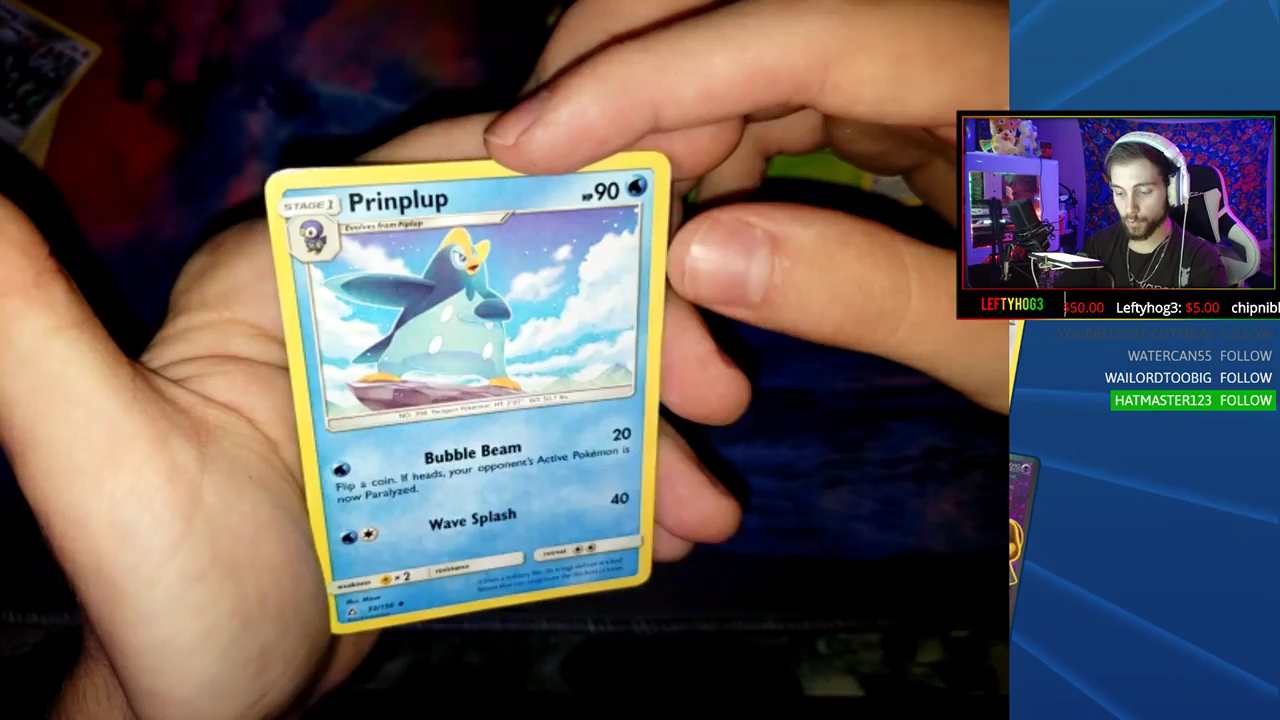 STAGE 1 Prinplup HP 90
Evolves from Piplup
Bubble Beam 20
Flip a coin. If heads, your opponent's Active Pokémon is
now Paralyzed.
Wave Splash 40
weakness ×2 resistance retreat
LEFTYHOG3 $50.00 Leftyhog3: $5.00 chipnib
WATERCAN55 FOLLOW
WAILORDTOOBIG FOLLOW
HATMASTER123 FOLLOW